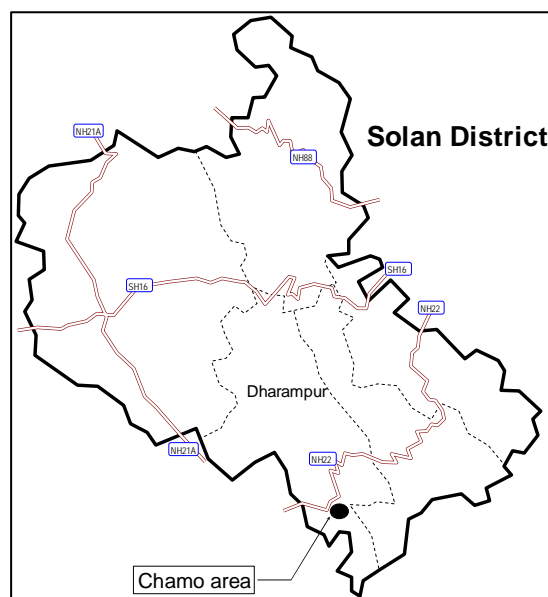 NH21A
Solan District
NH88
SH16
SH16
NH22
Dharampur
NH21A
NH22
Chamo area